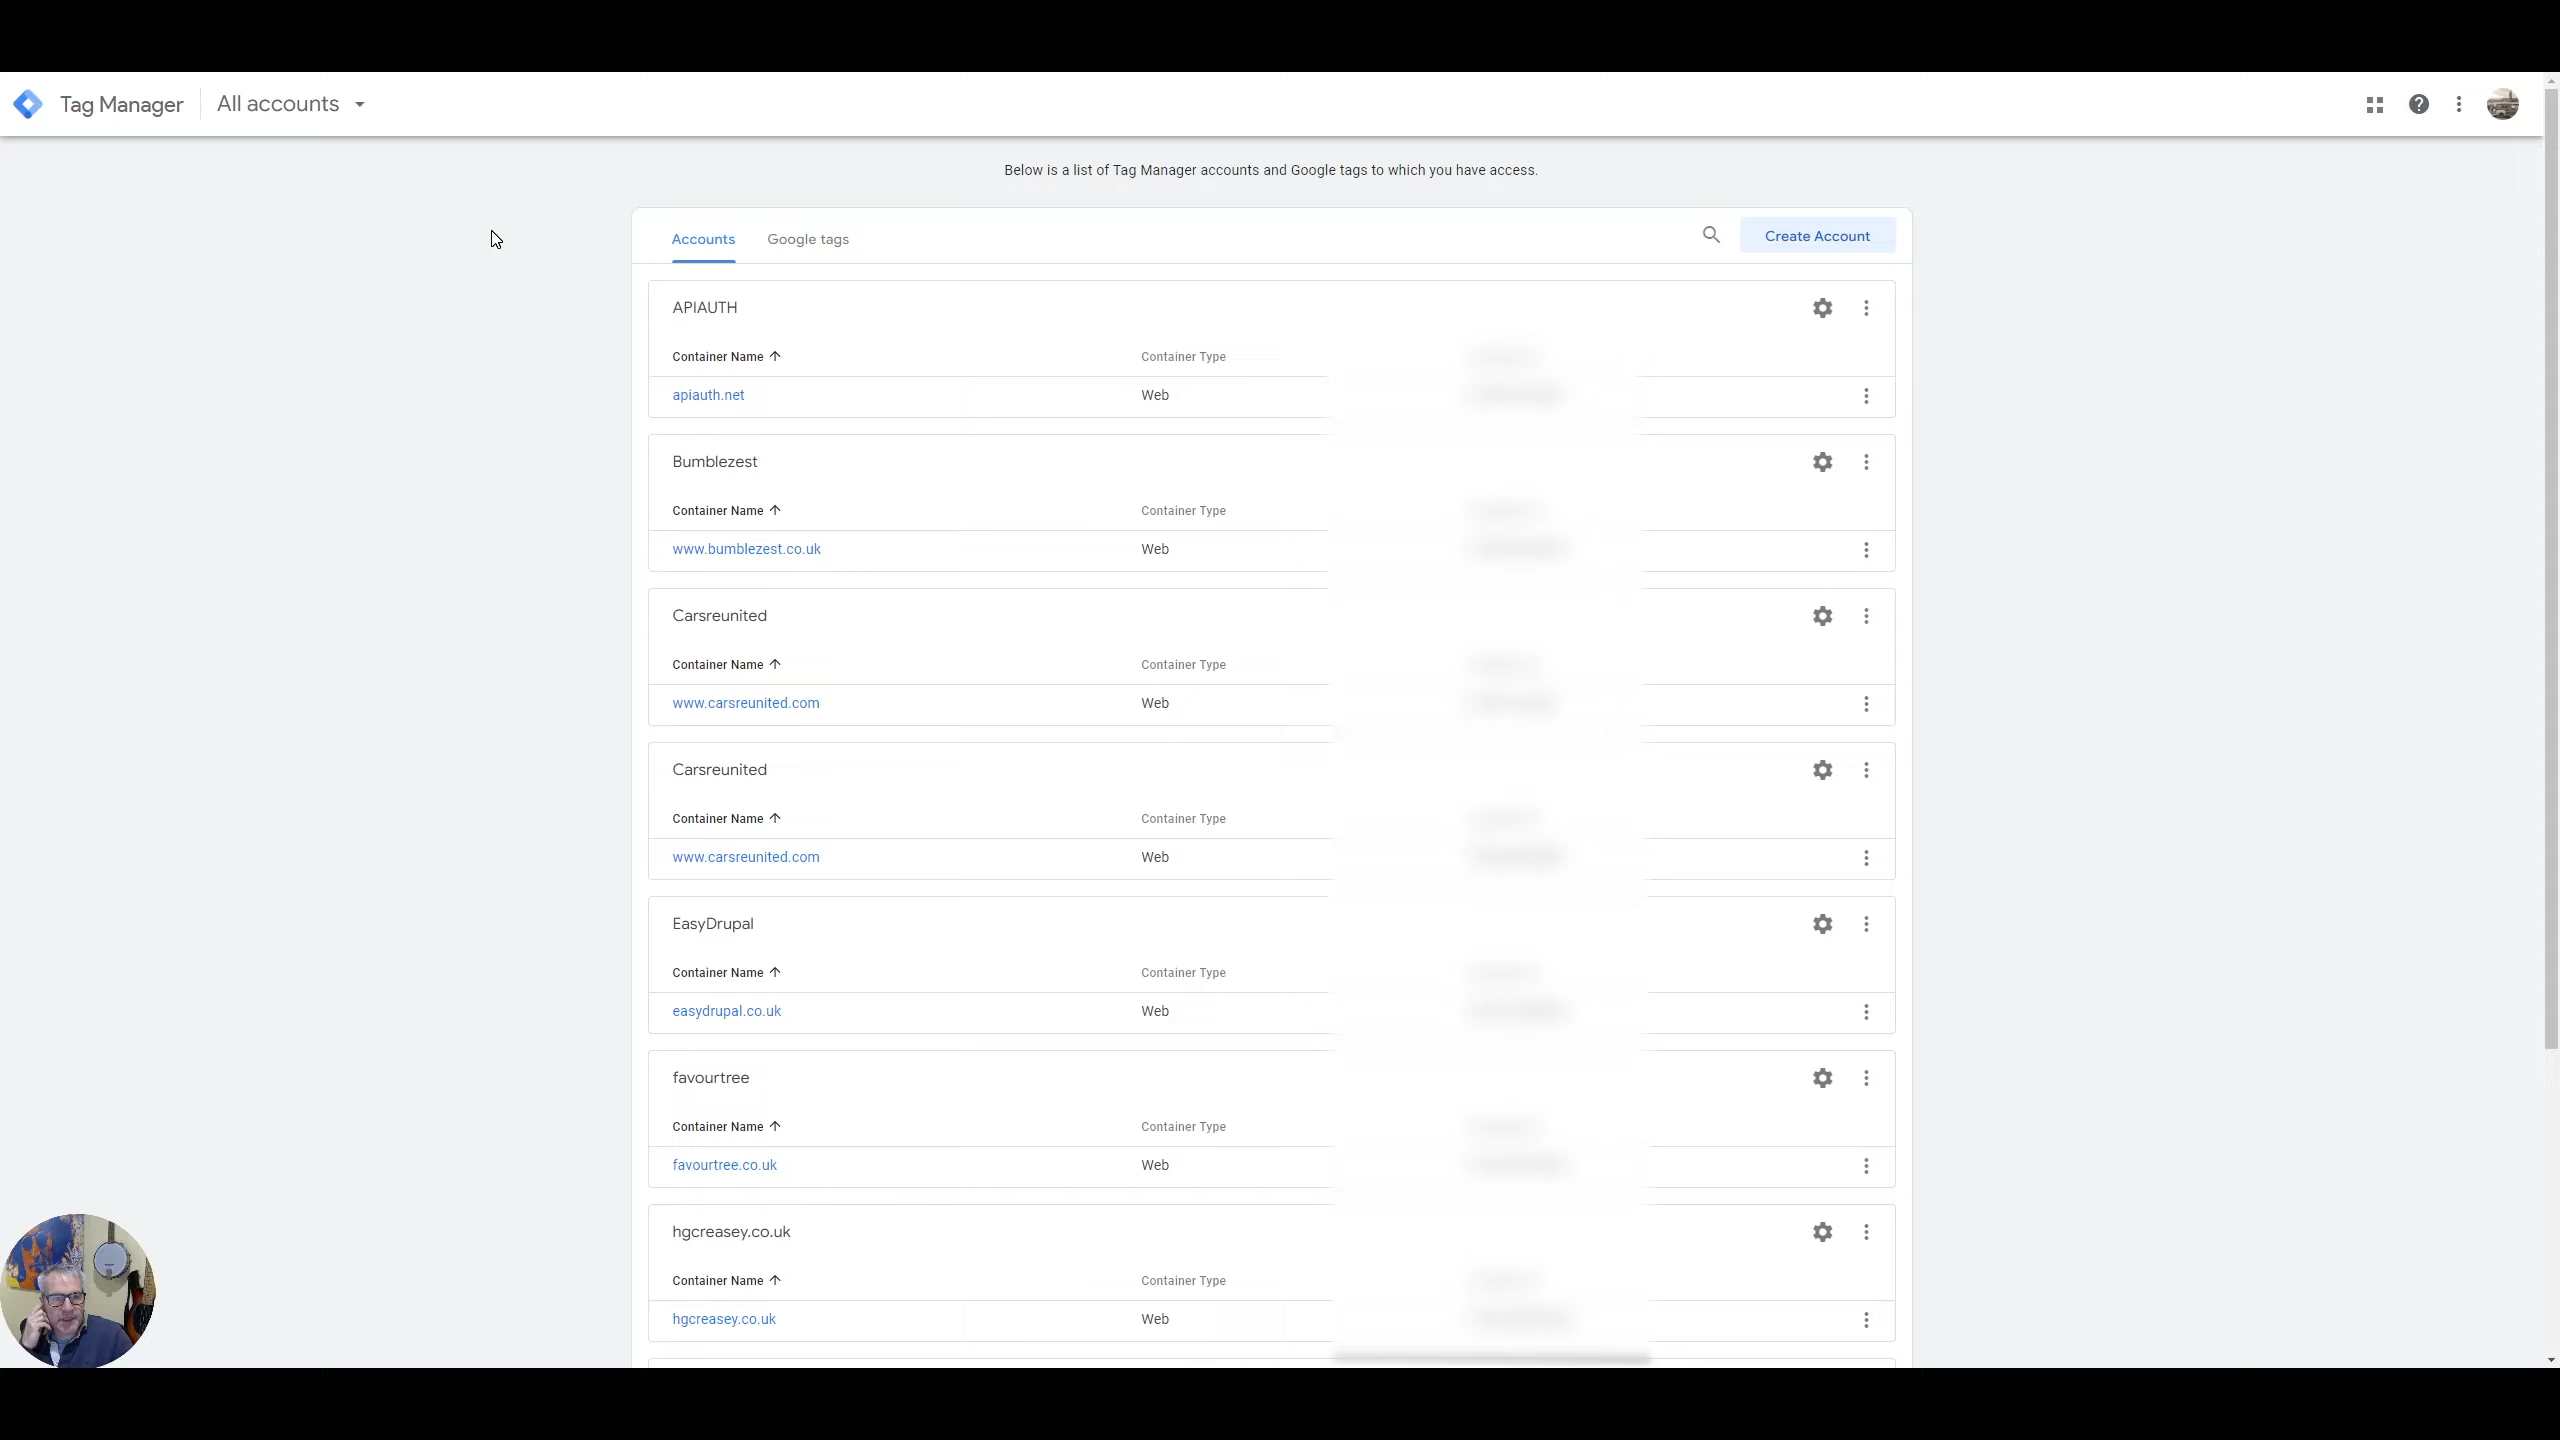 Tag Manager All accounts
Below is a list of Tag Manager accounts and Google tags to which you have access.
Accounts Google tags Create Account
APIAUTH
Container Name Container Type
apiauth.net Web
Bumblezest
Container Name Container Type
www.bumblezest.co.uk Web
Carsreunited
Container Name Container Type
www.carsreunited.com Web
Carsreunited
Container Name Container Type
www.carsreunited.com Web
EasyDrupal
Container Name Container Type
easydrupal.co.uk Web
favourtree
Container Name Container Type
favourtree.co.uk Web
hgcreasey.co.uk
Container Name Container Type
hgcreasey.co.uk Web